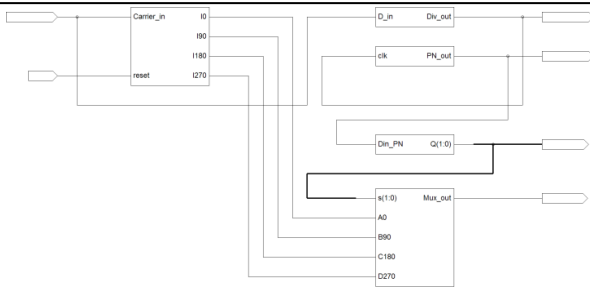 Carrier_in
I0
I90
I180
reset
I270
D_in
Div_out
clk
PN_out
Din_PN
Q(1:0)
s(1:0)
Mux_out
A0
B90
C180
D270